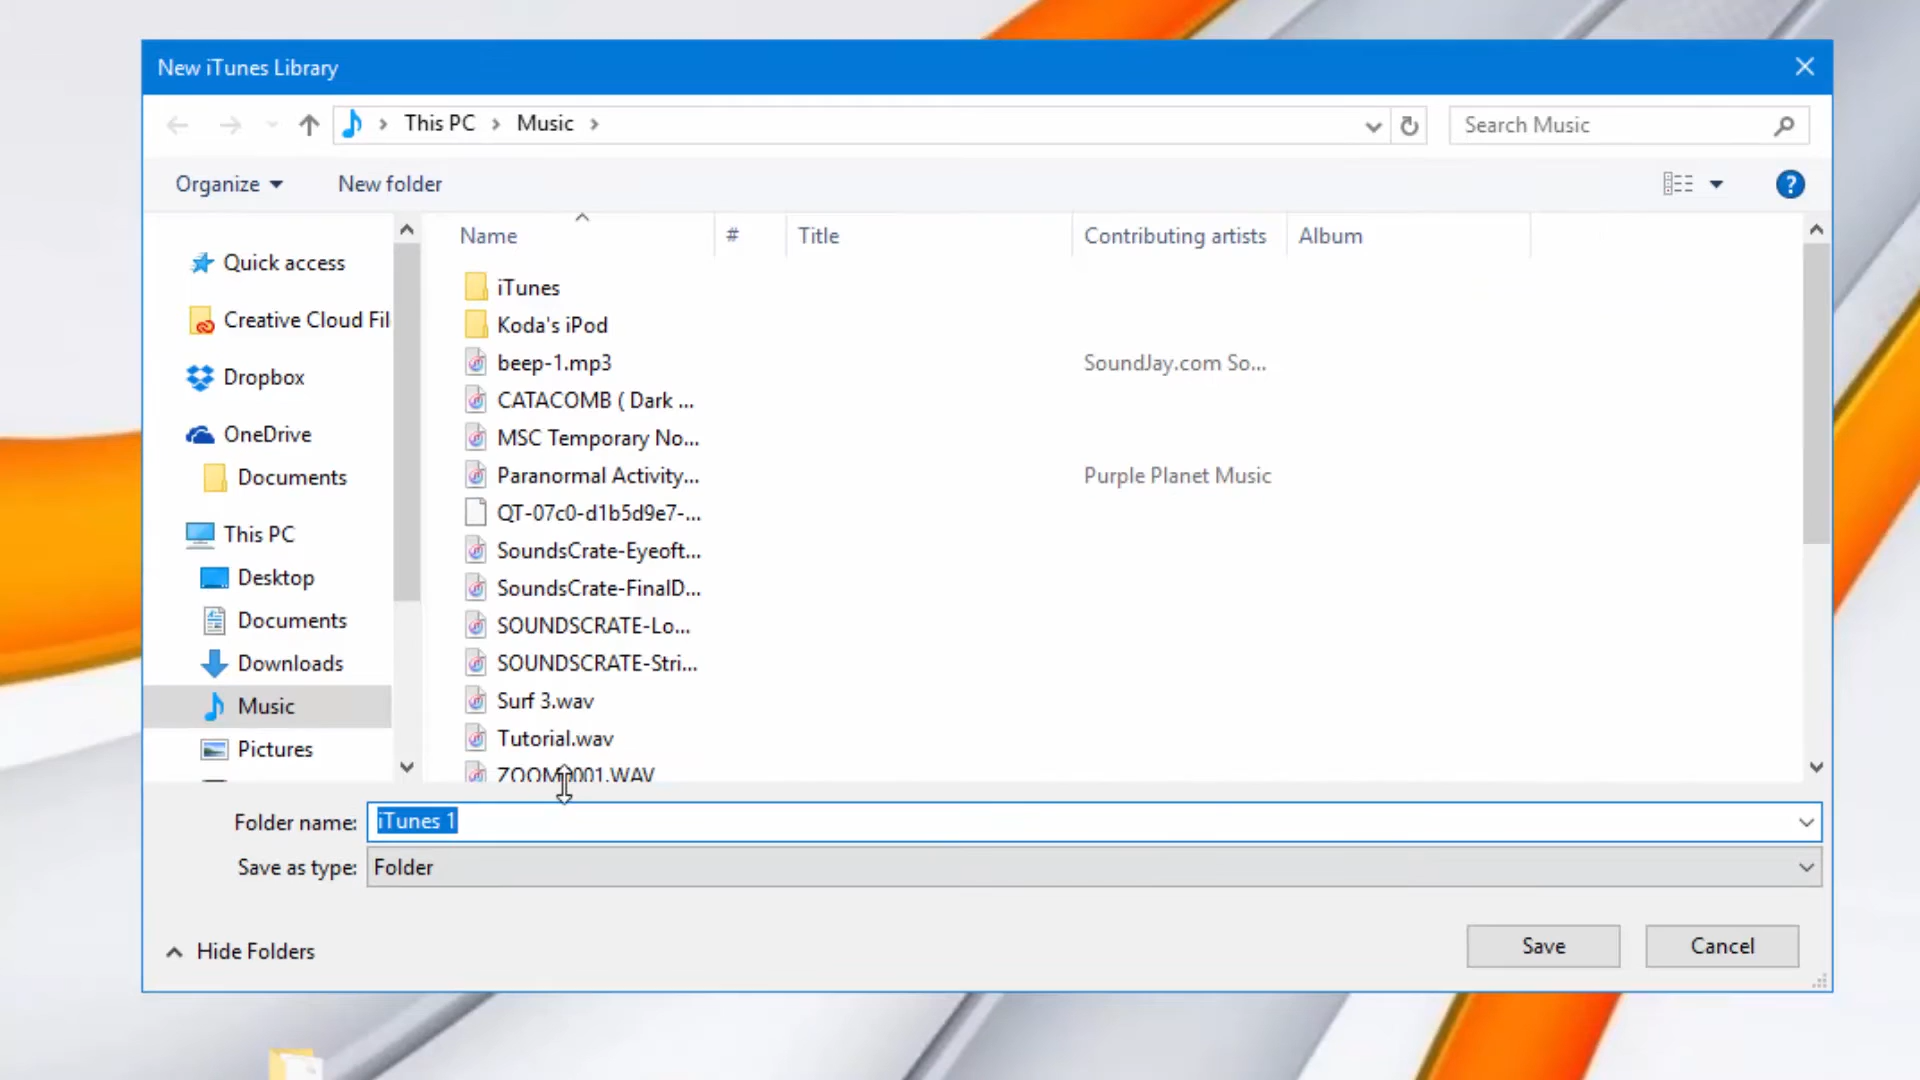 New iTunes Library
This PC
Music
Search Music
Organize
New folder
?
Name
#
Title
Contributing artists
Album
Quick access
Creative Cloud Fil
Dropbox
OneDrive
Documents
This PC
Desktop
Documents
Downloads
Music
Pictures
iTunes
Koda's iPod
beep-1.mp3
SoundJay.com So...
CATACOMB ( Dark ...
MSC Temporary No...
Paranormal Activity...
Purple Planet Music
QT-07c0-d1b5d9e7-...
SoundsCrate-Eyeoft...
SoundsCrate-FinalD...
SOUNDSCRATE-Lo...
SOUNDSCRATE-Stri...
Surf 3.wav
Tutorial.wav
Folder name: iTunes 1
Save as type: Folder
Hide Folders
Save
Cancel